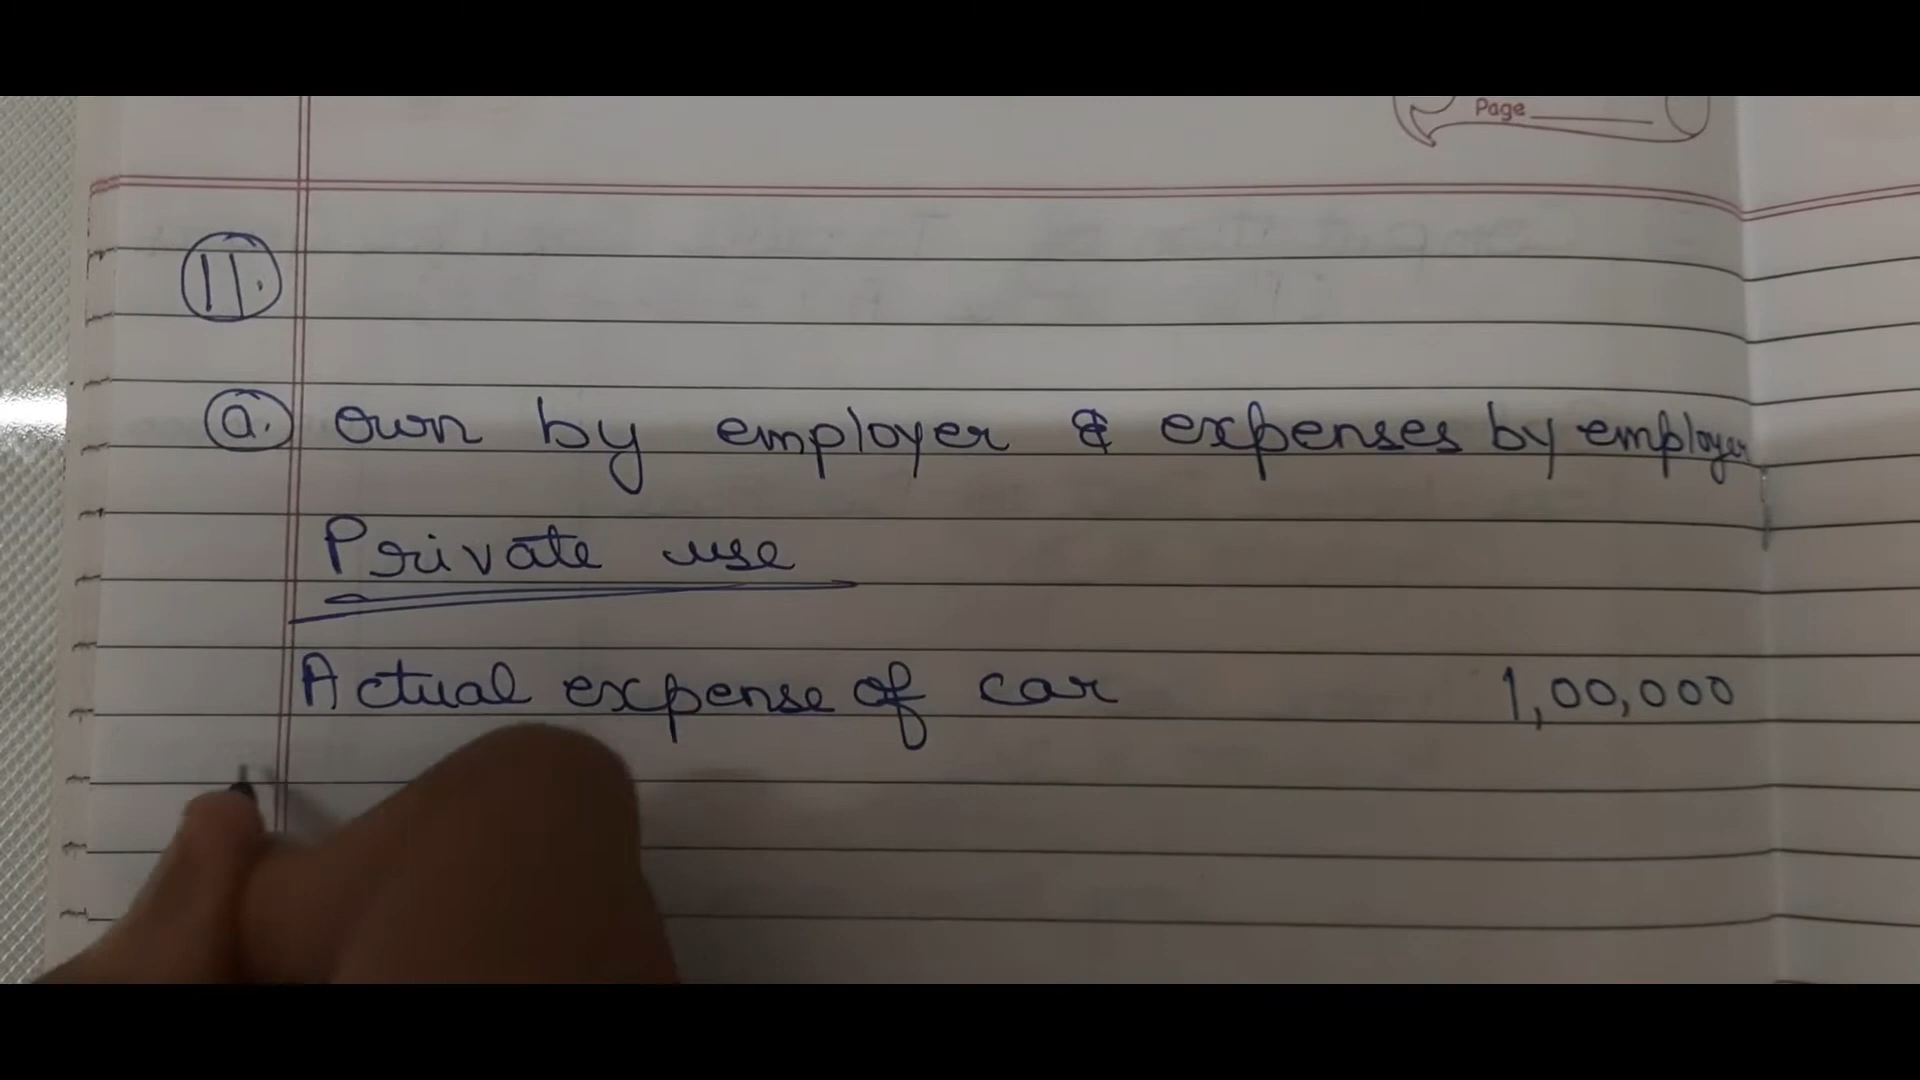 Page
11.
a. own by employer & expenses by employer
Private use
Actual expense of car 1,00,000